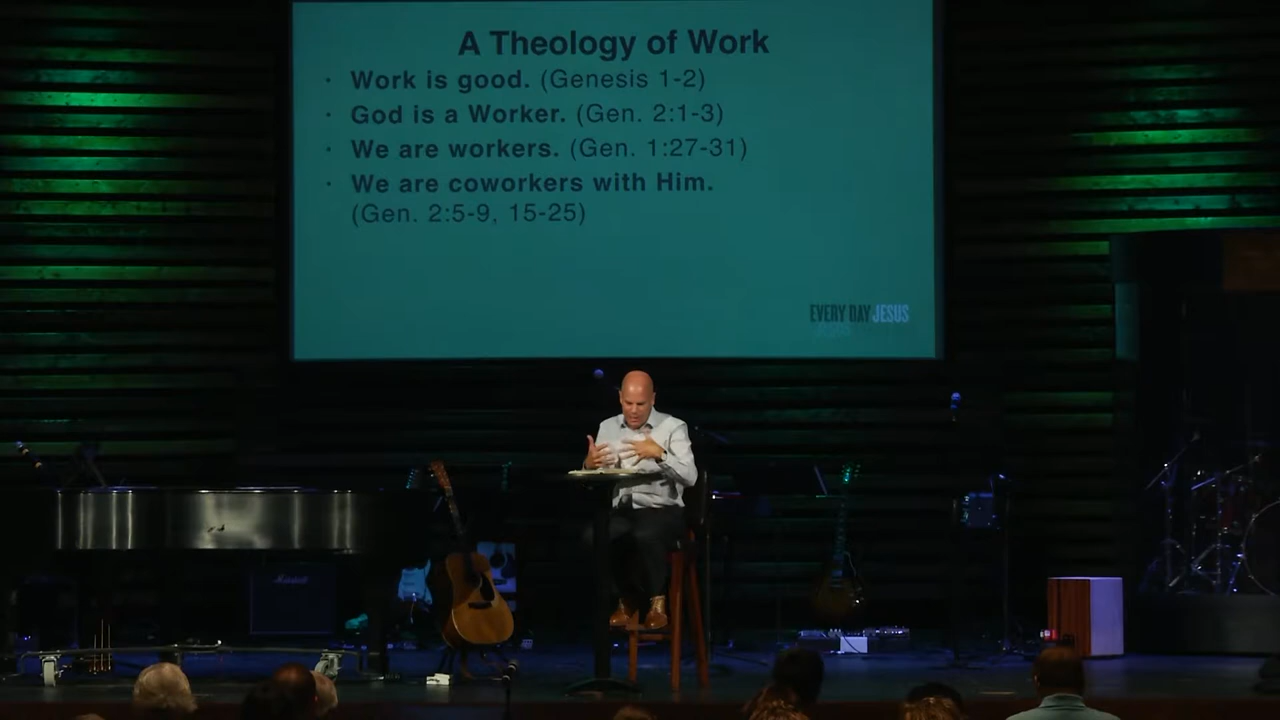 A Theology of Work
· Work is good. (Genesis 1-2)
· God is a Worker. (Gen. 2:1-3)
· We are workers. (Gen. 1:27-31)
· We are coworkers with Him.
(Gen. 2:5-9, 15-25)
EVERY DAY JESUS
Marshall